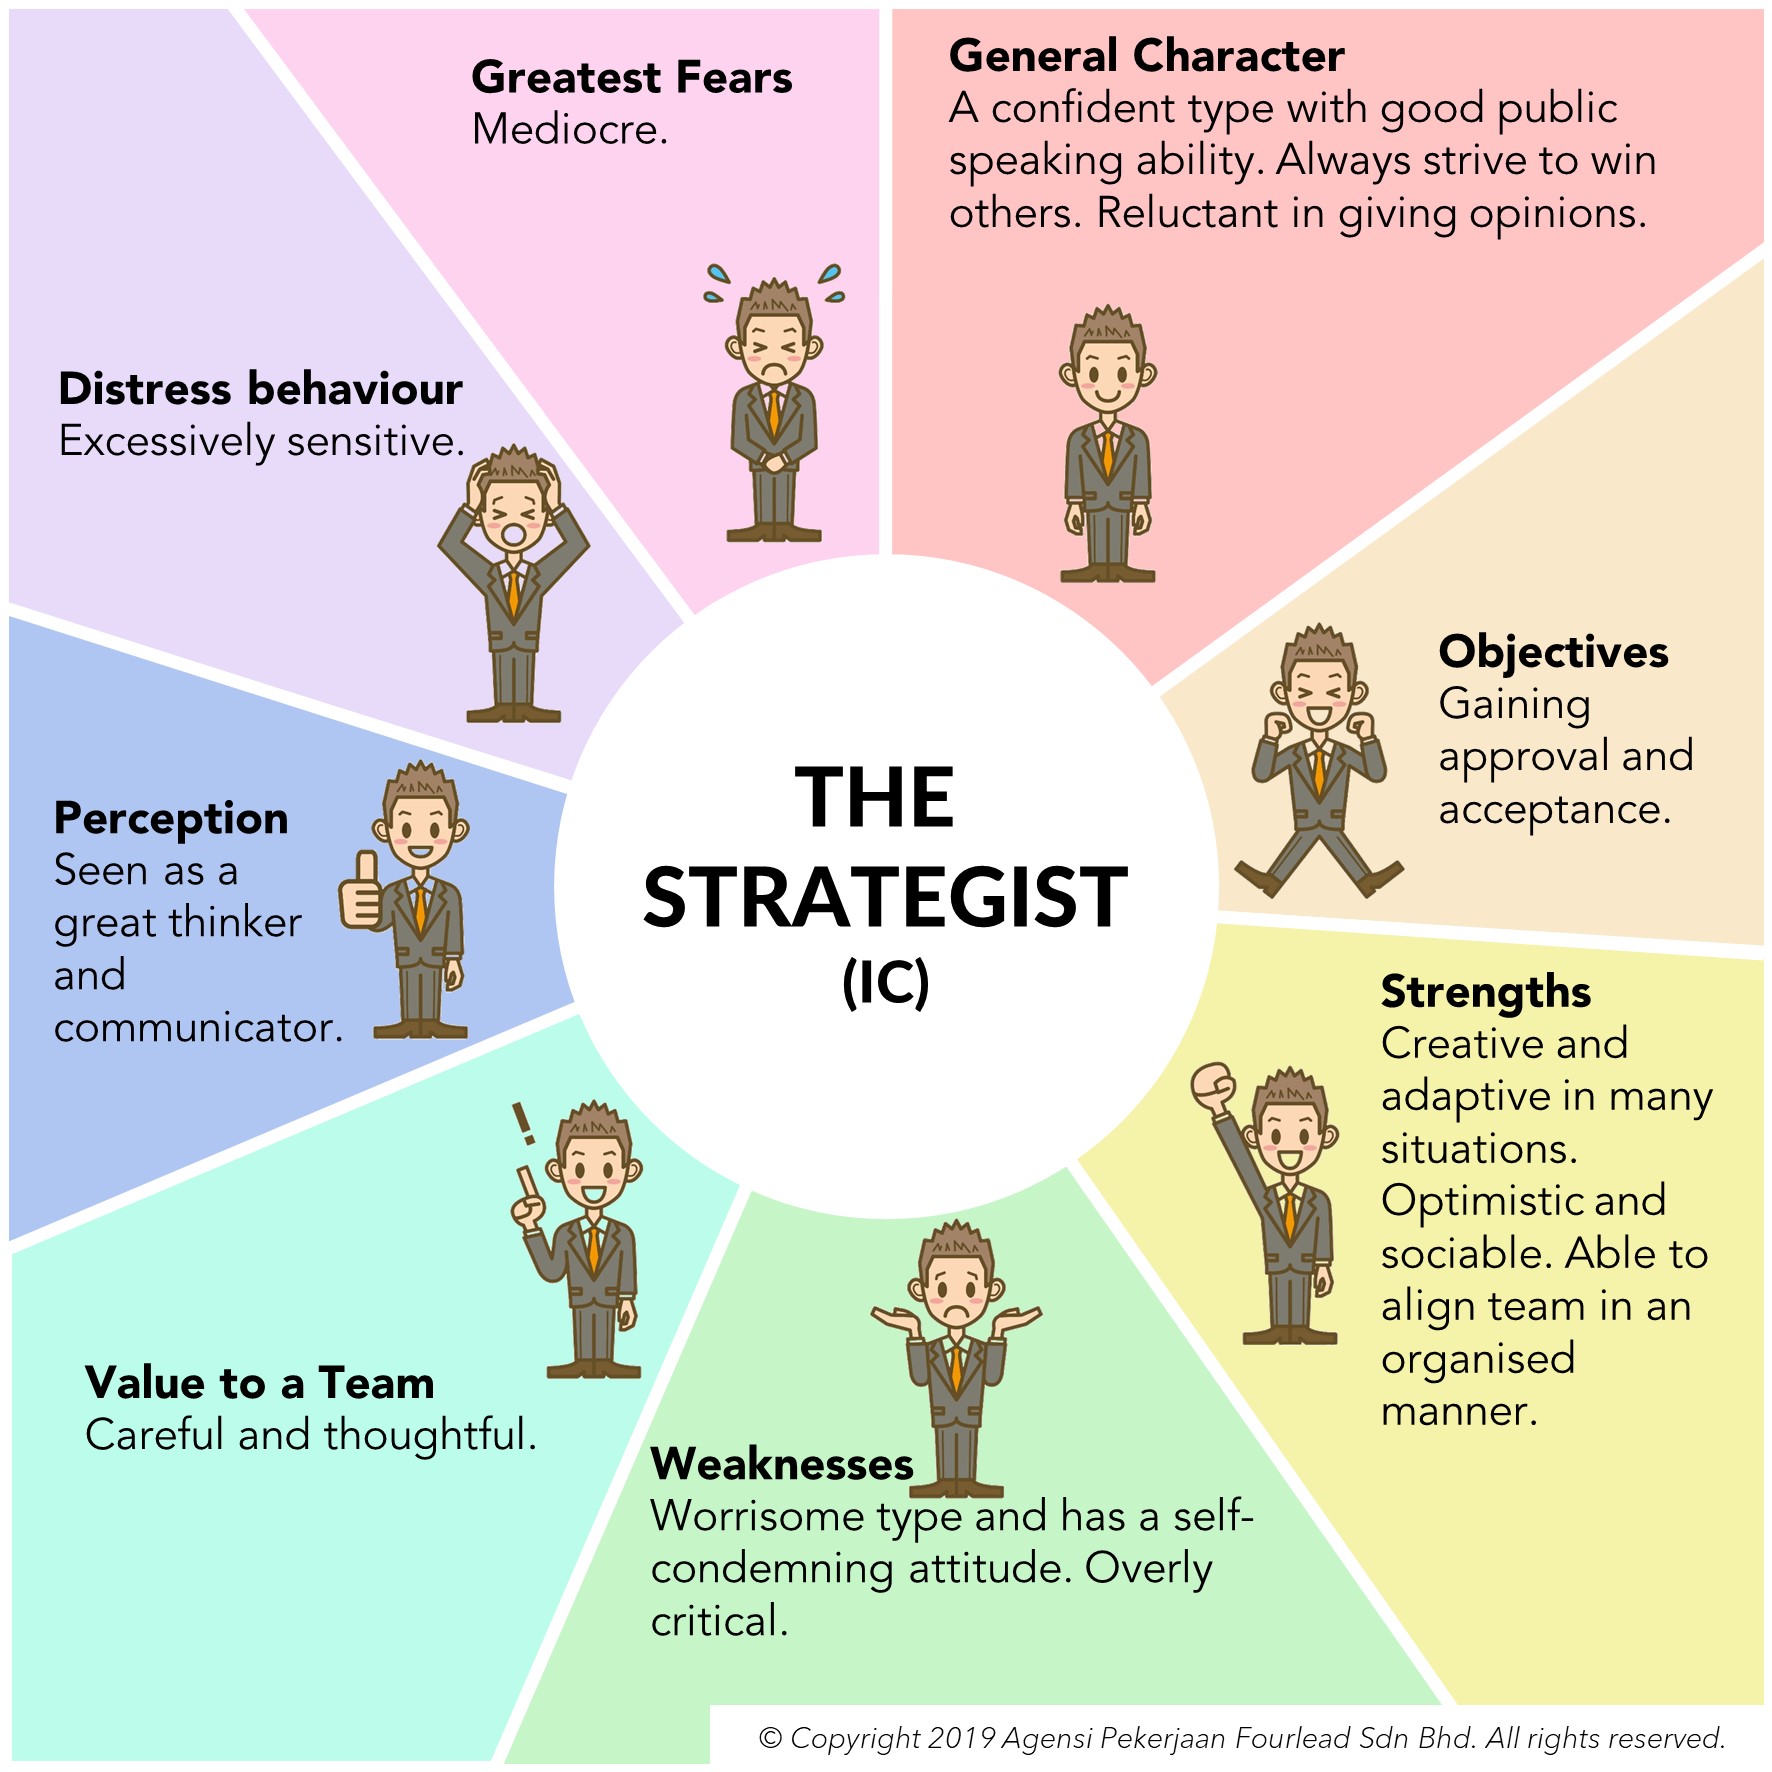 Greatest Fears
Mediocre.
General Character
A confident type with good public
speaking ability. Always strive to win
others. Reluctant in giving opinions.
Distress behaviour
Excessively sensitive.
Objectives
Gaining
approval and
acceptance.
THE
STRATEGIST
(IC)
Perception
Seen as a
great thinker
and
communicator.
Strengths
Creative and
adaptive in many
situations.
Optimistic and
sociable. Able to
align team in an
organised
manner.
!
Value to a Team
Careful and thoughtful.
Weaknesses
Worrisome type and has a self-
condemning attitude. Overly
critical.
© Copyright 2019 Agensi Pekerjaan Fourlead Sdn Bhd. All rights reserved.